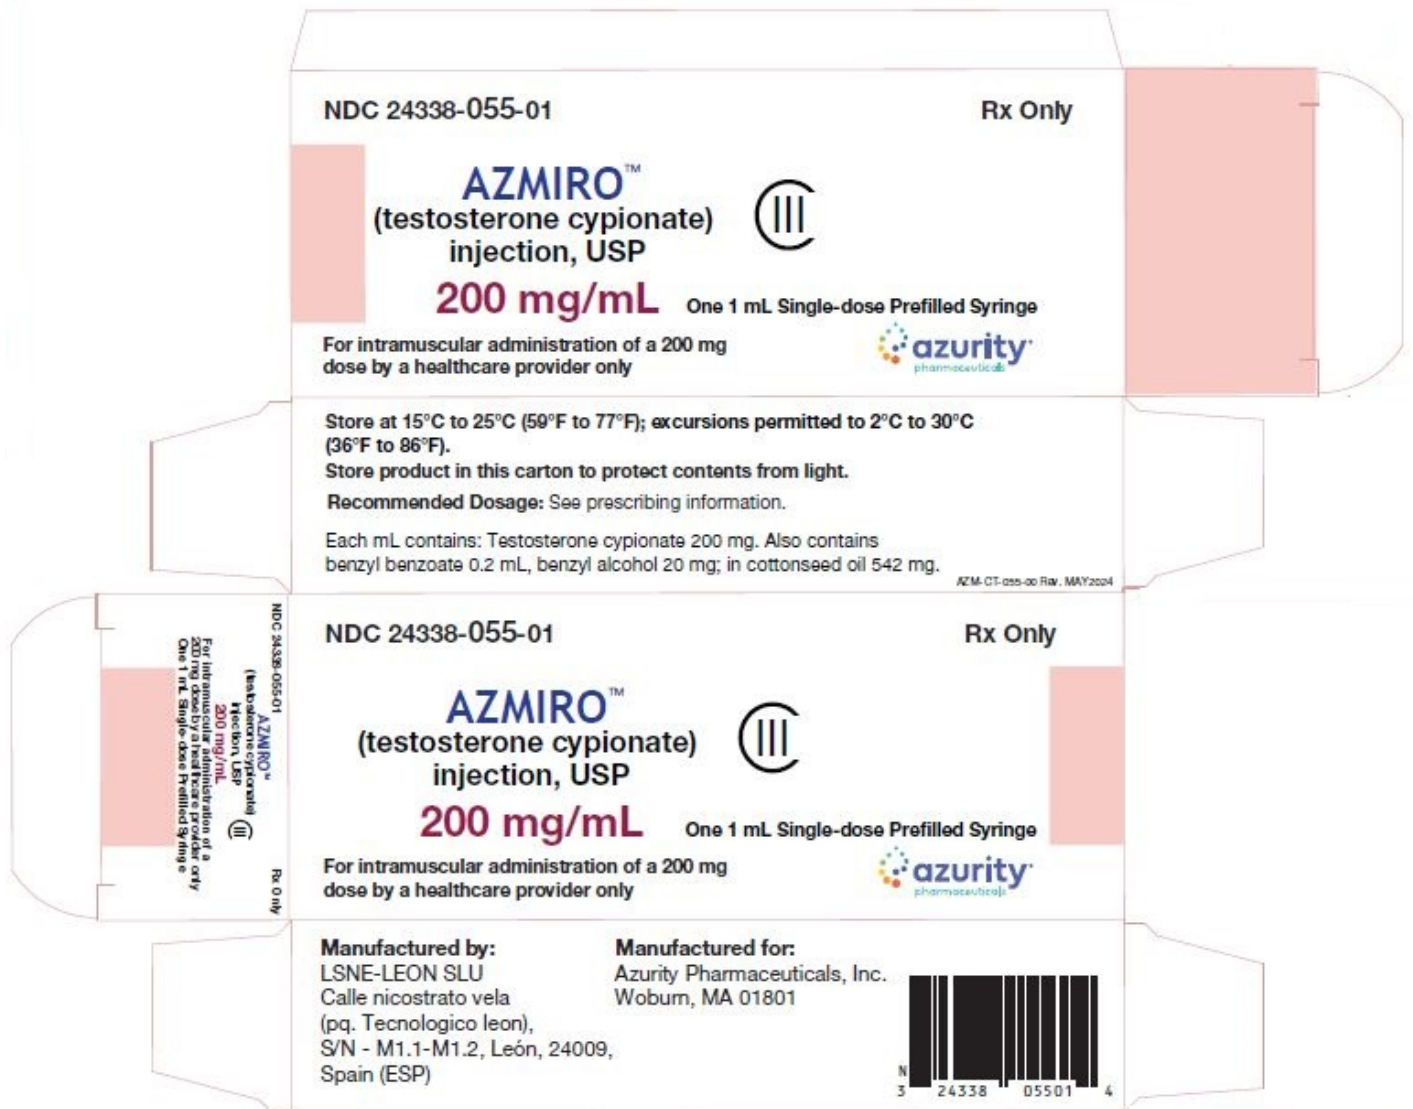 NDC 24338-055-01 Rx Only
AZMIRO™
(testosterone cypionate)
injection, USP
CIII
200 mg/mL One 1 mL Single-dose Prefilled Syringe
For intramuscular administration of a 200 mg
dose by a healthcare provider only
azurity
pharmaceuticals
Store at 15°C to 25°C (59°F to 77°F); excursions permitted to 2°C to 30°C
(36°F to 86°F).
Store product in this carton to protect contents from light.
Recommended Dosage: See prescribing information.
Each mL contains: Testosterone cypionate 200 mg. Also contains
benzyl benzoate 0.2 mL, benzyl alcohol 20 mg; in cottonseed oil 542 mg.
AZM-CT-055-00 Rev. MAY2024
NDC 24338-055-01 Rx Only
AZMIRO™
(testosterone cypionate)
injection, USP
CIII
200 mg/mL
For intramuscular administration of a
200 mg dose by a healthcare provider only
One 1 mL Single-dose Prefilled Syringe
NDC 24338-055-01 Rx Only
AZMIRO™
(testosterone cypionate)
injection, USP
CIII
200 mg/mL One 1 mL Single-dose Prefilled Syringe
For intramuscular administration of a 200 mg
dose by a healthcare provider only
azurity
pharmaceuticals
Manufactured by:
LSNE-LEON SLU
Calle nicostrato vela
(pq. Tecnologico leon),
S/N - M1.1-M1.2, León, 24009,
Spain (ESP)
Manufactured for:
Azurity Pharmaceuticals, Inc.
Woburn, MA 01801
N
3 24338 05501 4